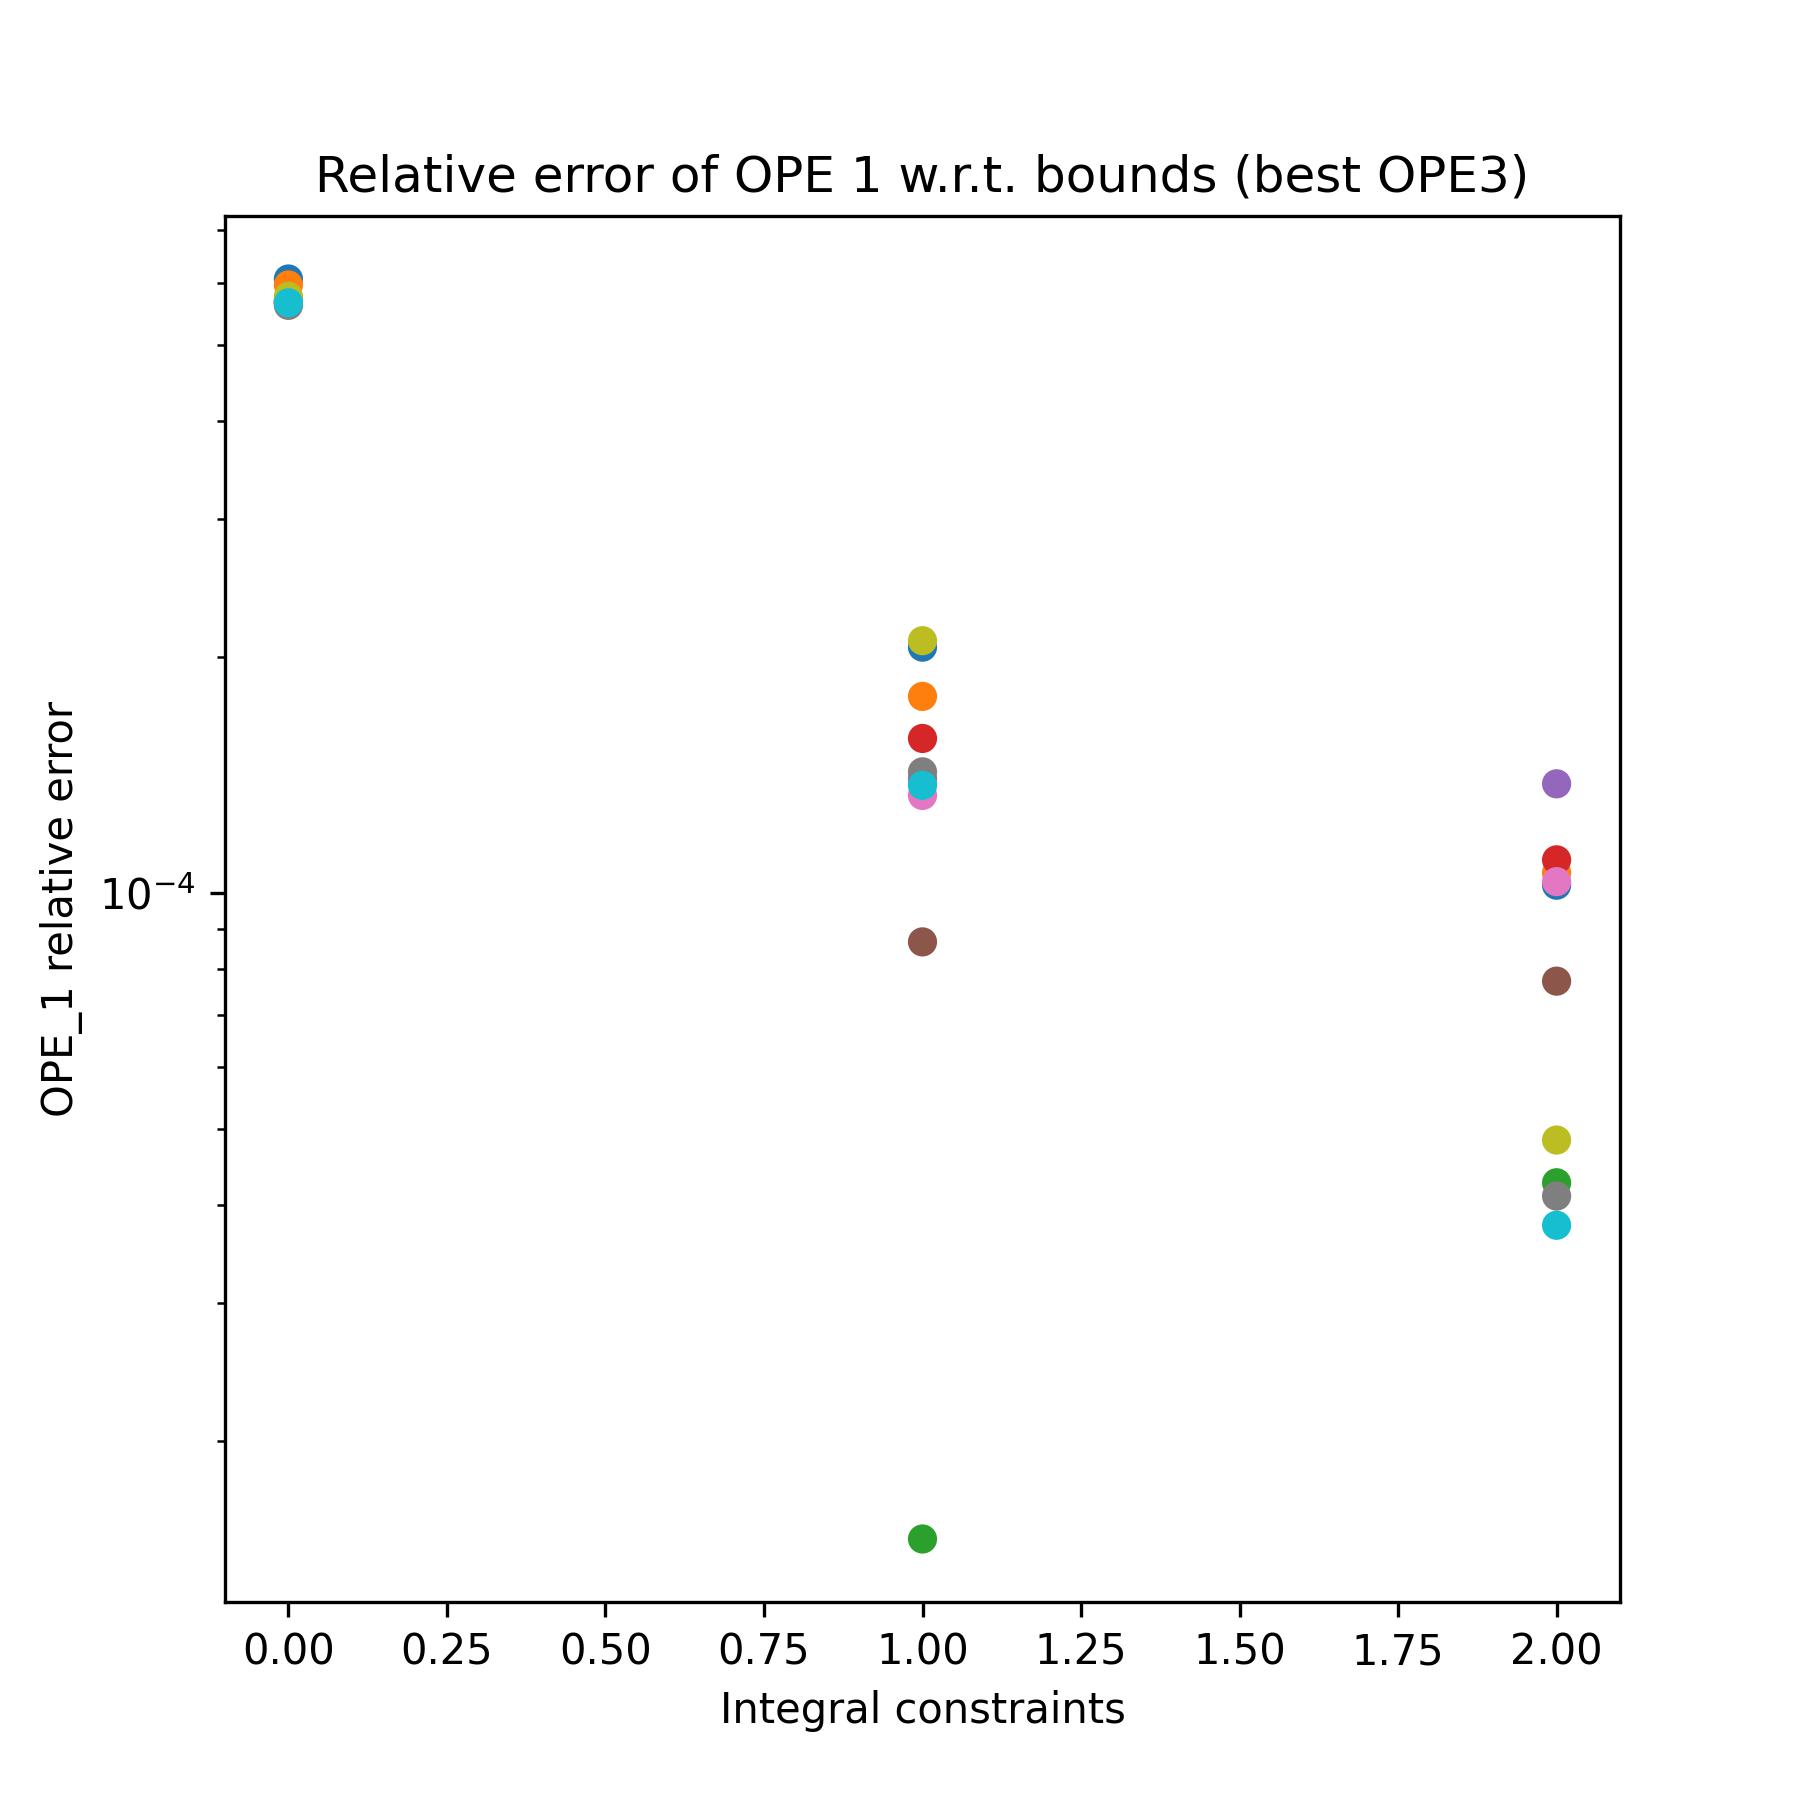 Relative error of OPE 1 w.r.t. bounds (best OPE3)
OPE_1 relative error
10⁻⁴
0.00 0.25 0.50 0.75 1.00 1.25 1.50 1.75 2.00
Integral constraints